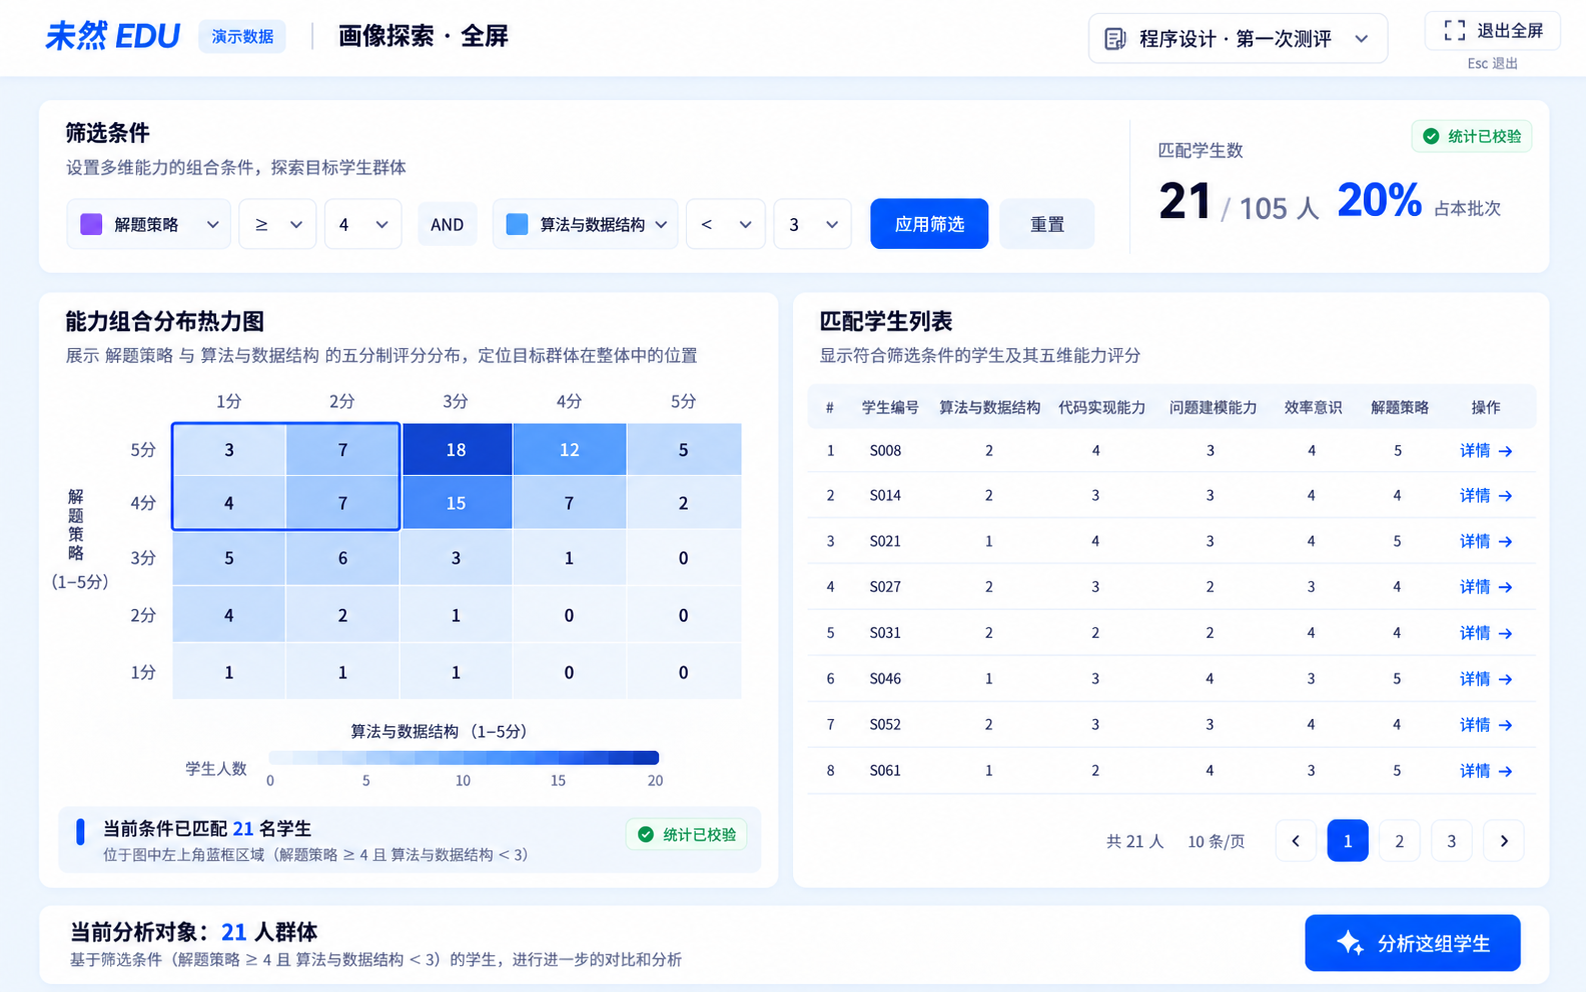 未然 EDU 演示数据 画像探索 · 全屏 程序设计 · 第一次测评 退出全屏
Esc 退出
筛选条件
设置多维能力的组合条件，探索目标学生群体
解题策略 ≥ 4 AND 算法与数据结构 < 3 应用筛选 重置
统计已校验
匹配学生数
21 / 105 人 20% 占本批次
能力组合分布热力图
展示 解题策略 与 算法与数据结构 的五分制评分分布，定位目标群体在整体中的位置
1分 2分 3分 4分 5分
5分 3 7 18 12 5
4分 4 7 15 7 2
3分 5 6 3 1 0
2分 4 2 1 0 0
1分 1 1 1 0 0
解题策略
（1–5分）
算法与数据结构（1–5分）
学生人数
0 5 10 15 20
当前条件已匹配 21 名学生
位于图中左上角蓝框区域（解题策略 ≥ 4 且 算法与数据结构 < 3）
统计已校验
匹配学生列表
显示符合筛选条件的学生及其五维能力评分
# 学生编号 算法与数据结构 代码实现能力 问题建模能力 效率意识 解题策略 操作
1 S008 2 4 3 4 5 详情 →
2 S014 2 3 3 4 4 详情 →
3 S021 1 4 3 4 5 详情 →
4 S027 2 3 2 3 4 详情 →
5 S031 2 2 2 4 4 详情 →
6 S046 1 3 4 3 5 详情 →
7 S052 2 3 3 4 4 详情 →
8 S061 1 2 4 3 5 详情 →
共 21 人 10 条/页 1 2 3
当前分析对象：21 人群体
基于筛选条件（解题策略 ≥ 4 且 算法与数据结构 < 3）的学生，进行进一步的对比和分析
分析这组学生